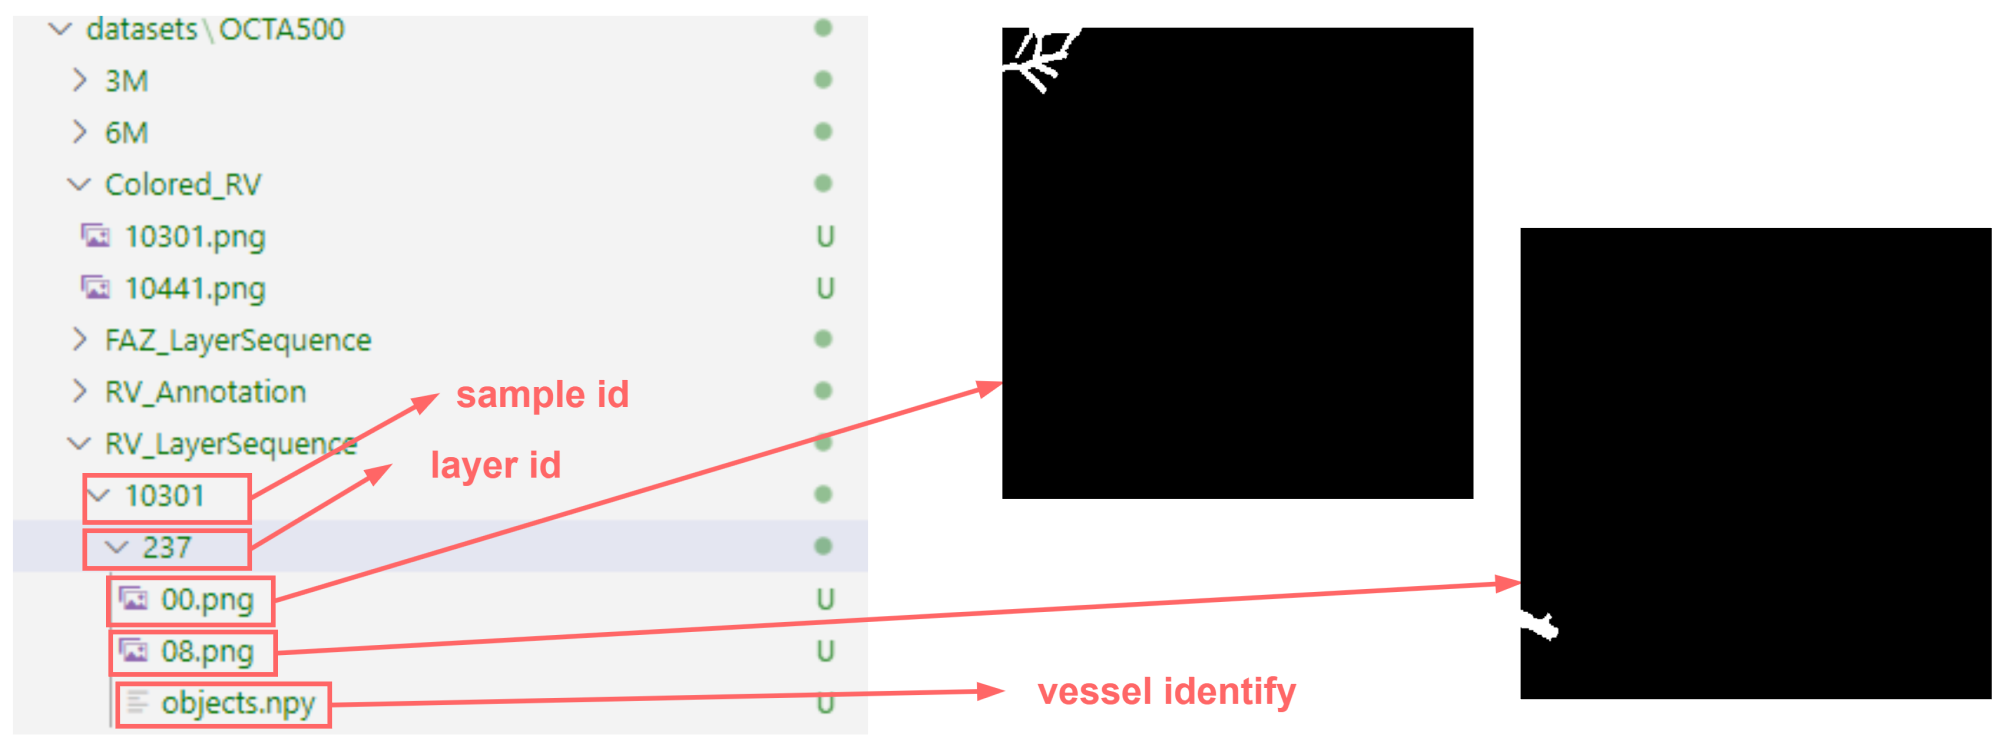 datasets\OCTA500
3M
6M
Colored_RV
10301.png U
10441.png U
FAZ_LayerSequence
RV_Annotation
sample id
RV_LayerSequence
layer id
10301
237
00.png U
08.png U
objects.npy U
vessel identify